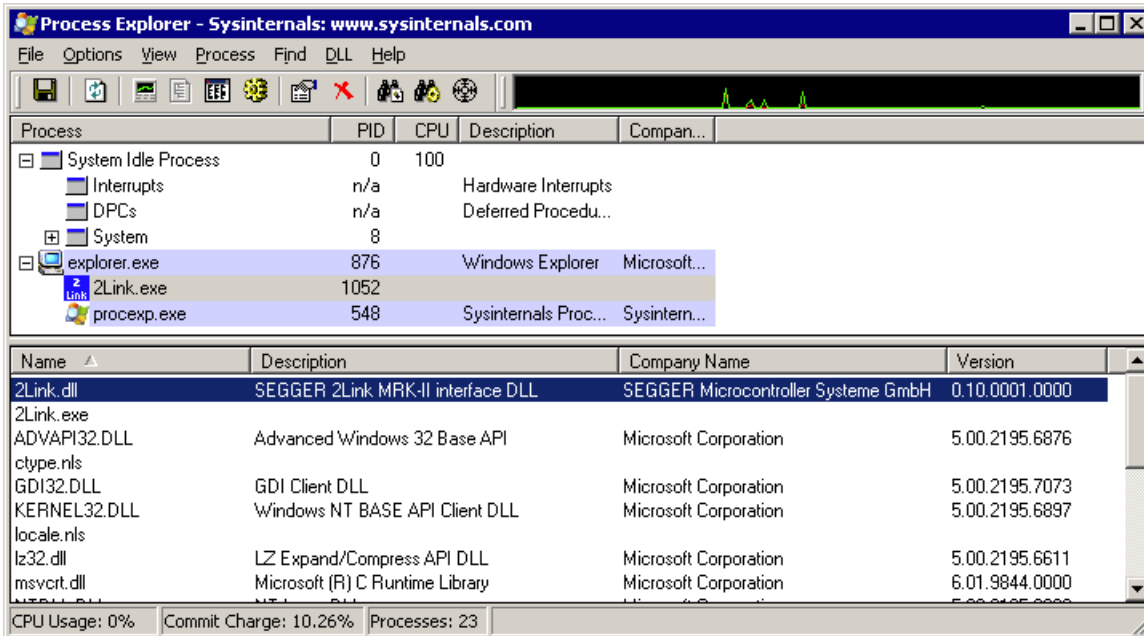 Process Explorer - Sysinternals: www.sysinternals.com
File Options View Process Find DLL Help
Process PID CPU Description Compan...
System Idle Process 0 100
Interrupts n/a Hardware Interrupts
DPCs n/a Deferred Procedu...
System 8
explorer.exe 876 Windows Explorer Microsoft...
2 Link 2Link.exe 1052
procexp.exe 548 Sysinternals Proc... Sysintern...
Name Description Company Name Version
2Link.dll SEGGER 2Link MRK-II interface DLL SEGGER Microcontroller Systeme GmbH 0.10.0001.0000
2Link.exe
ADVAPI32.DLL Advanced Windows 32 Base API Microsoft Corporation 5.00.2195.6876
ctype.nls
GDI32.DLL GDI Client DLL Microsoft Corporation 5.00.2195.7073
KERNEL32.DLL Windows NT BASE API Client DLL Microsoft Corporation 5.00.2195.6897
locale.nls
lz32.dll LZ Expand/Compress API DLL Microsoft Corporation 5.00.2195.6611
msvcrt.dll Microsoft (R) C Runtime Library Microsoft Corporation 6.01.9844.0000
CPU Usage: 0% Commit Charge: 10.26% Processes: 23